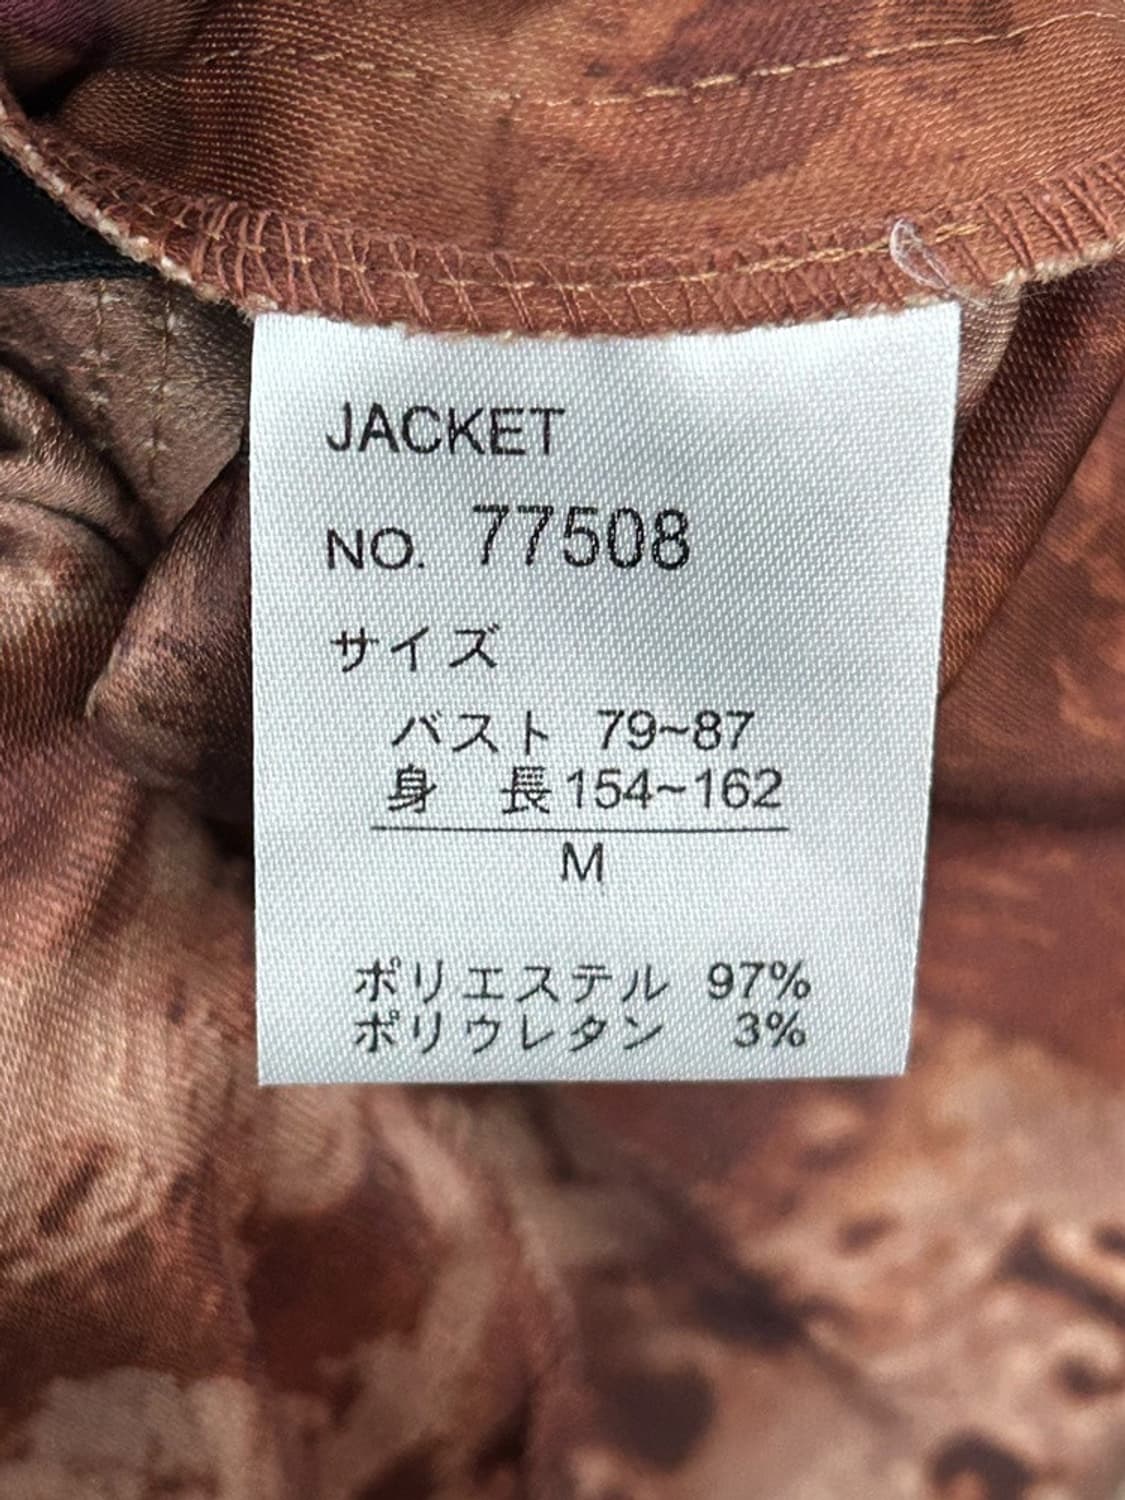 JACKET
NO. 77508
サイズ
バスト 79~87
身 長154~162
M
ポリエステル 97%
ポリウレタン 3%